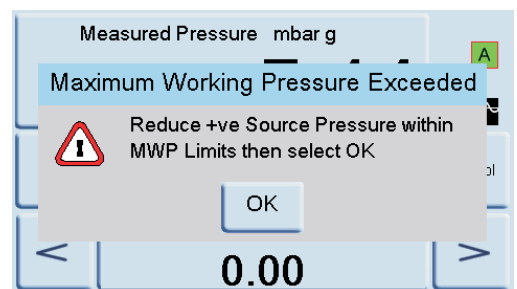 Measured Pressure mbar g
A
Maximum Working Pressure Exceeded
Reduce +ve Source Pressure within
MWP Limits then select OK
OK
<
0.00
>